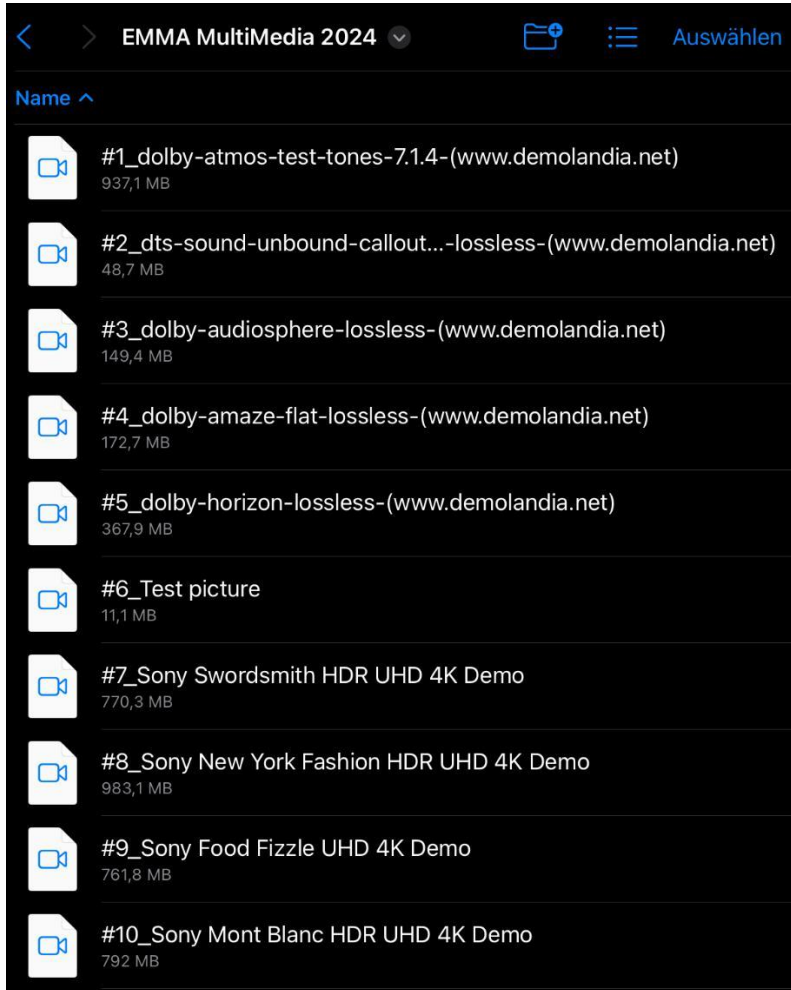 EMMA MultiMedia 2024
Auswählen
Name
#1_dolby-atmos-test-tones-7.1.4-(www.demolandia.net)
937,1 MB
#2_dts-sound-unbound-callout...-lossless-(www.demolandia.net)
48,7 MB
#3_dolby-audiosphere-lossless-(www.demolandia.net)
149,4 MB
#4_dolby-amaze-flat-lossless-(www.demolandia.net)
172,7 MB
#5_dolby-horizon-lossless-(www.demolandia.net)
367,9 MB
#6_Test picture
11,1 MB
#7_Sony Swordsmith HDR UHD 4K Demo
770,3 MB
#8_Sony New York Fashion HDR UHD 4K Demo
983,1 MB
#9_Sony Food Fizzle UHD 4K Demo
761,8 MB
#10_Sony Mont Blanc HDR UHD 4K Demo
792 MB